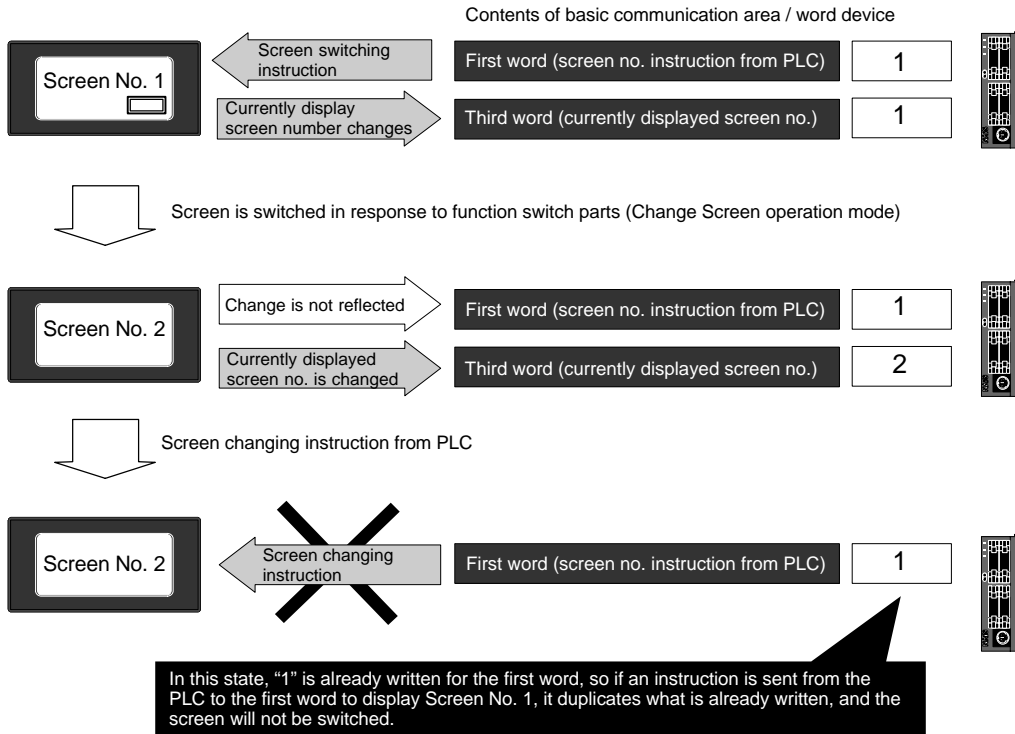 Contents of basic communication area / word device
Screen No. 1
Screen switching
instruction
First word (screen no. instruction from PLC)
1
Currently display
screen number changes
Third word (currently displayed screen no.)
1
Screen is switched in response to function switch parts (Change Screen operation mode)
Screen No. 2
Change is not reflected
First word (screen no. instruction from PLC)
1
Currently displayed
screen no. is changed
Third word (currently displayed screen no.)
2
Screen changing instruction from PLC
Screen No. 2
Screen changing
instruction
First word (screen no. instruction from PLC)
1
In this state, “1” is already written for the first word, so if an instruction is sent from the
PLC to the first word to display Screen No. 1, it duplicates what is already written, and the
screen will not be switched.